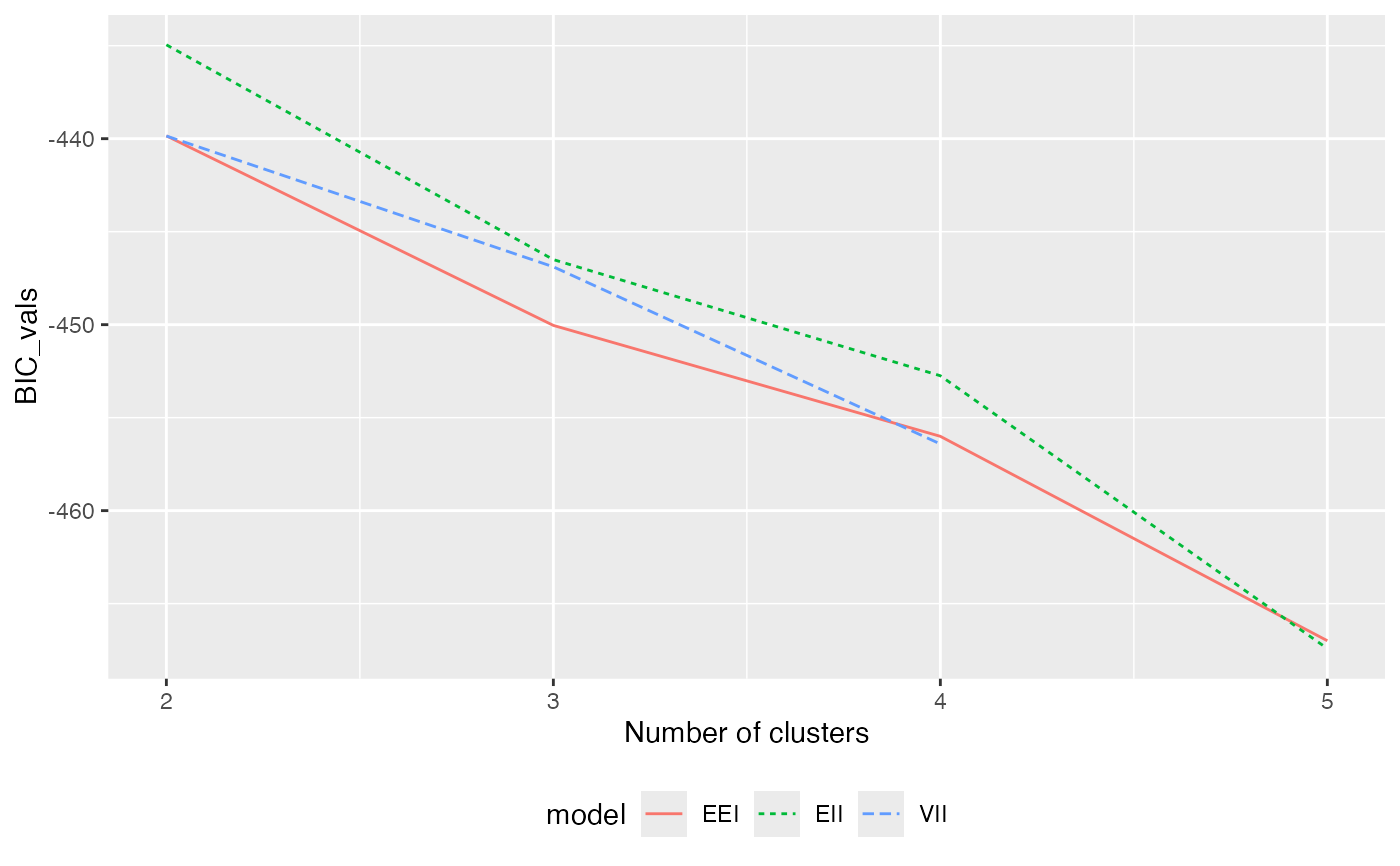 BIC_vals
-440
-450
-460
2 3 4 5
Number of clusters
model EEI EII VII